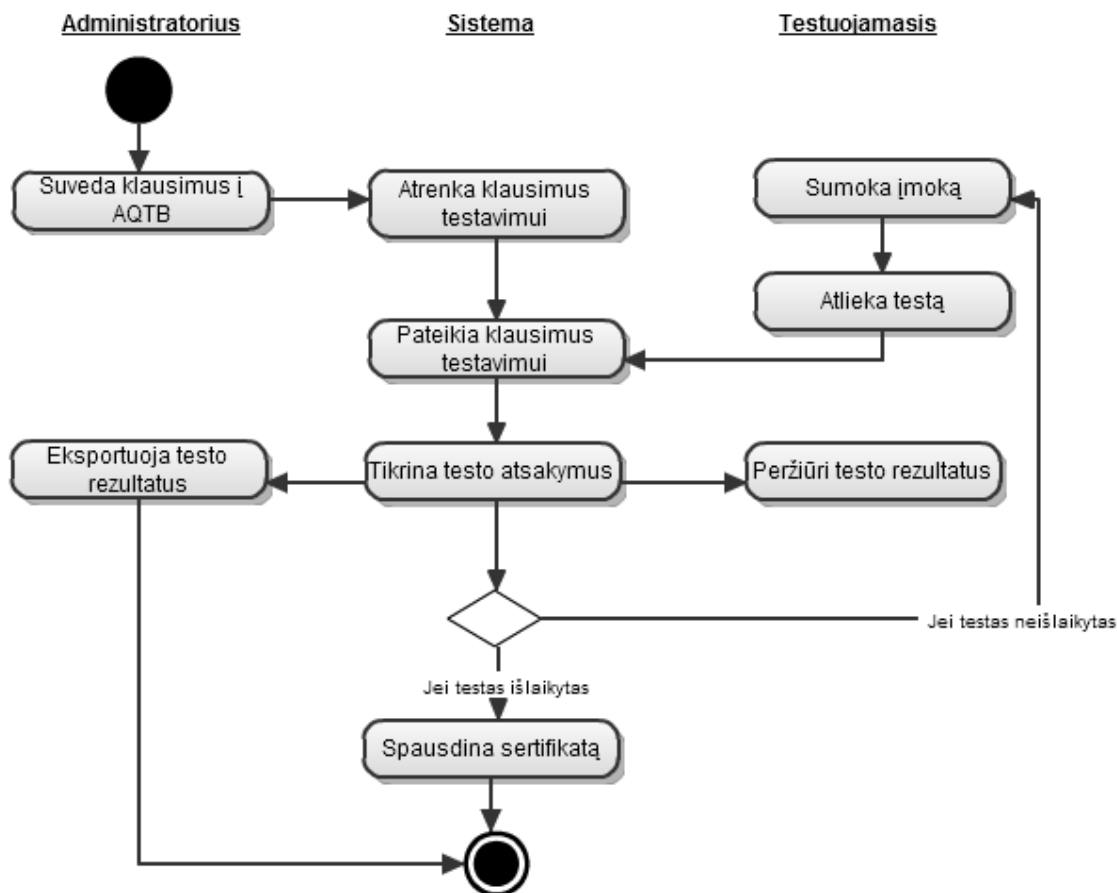 Administratorius
Sistema
Testuojamasis
Suveda klausimus į
AQTB
Atrenka klausimus
testavimui
Sumoka įmoką
Atlieka testą
Pateikia klausimus
testavimui
Eksportuoja testo
rezultatus
Tikrina testo atsakymus
Peržiūri testo rezultatus
Jei testas neišlaikytas
Jei testas išlaikytas
Spausdina sertifikatą